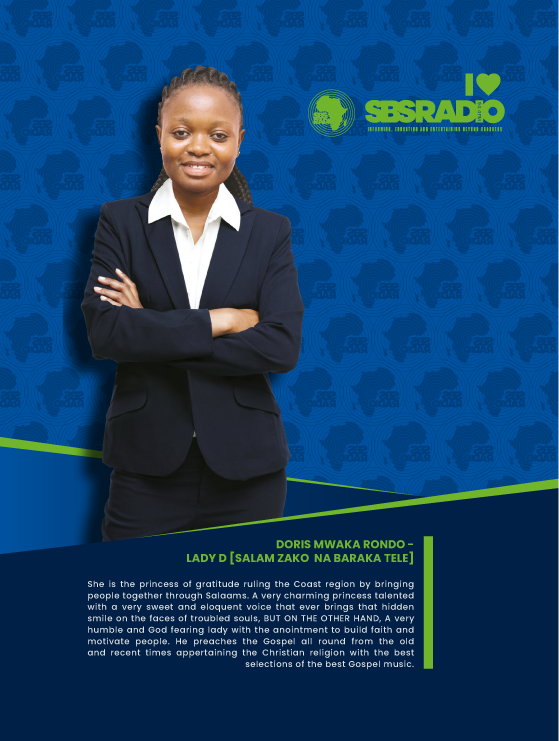 I
SBSRADIO
INFORMING, EDUCATING AND ENTERTAINING BEYOND BOARDERS
DORIS MWAKA RONDO –
LADY D [SALAM ZAKO NA BARAKA TELE]
She is the princess of gratitude ruling the Coast region by bringing
people together through Salaams. A very charming princess talented
with a very sweet and eloquent voice that ever brings that hidden
smile on the faces of troubled souls, BUT ON THE OTHER HAND, A very
humble and God fearing lady with the anointment to build faith and
motivate people. He preaches the Gospel all round from the old
and recent times appertaining the Christian religion with the best
selections of the best Gospel music.